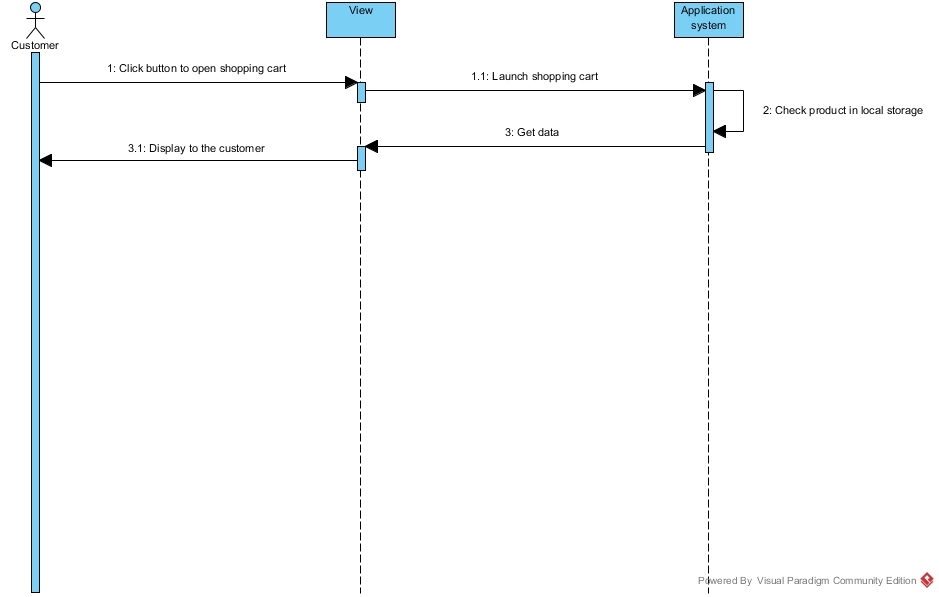 View
Application
system
Customer
1: Click button to open shopping cart
1.1: Launch shopping cart
2: Check product in local storage
3: Get data
3.1: Display to the customer
Powered By Visual Paradigm Community Edition